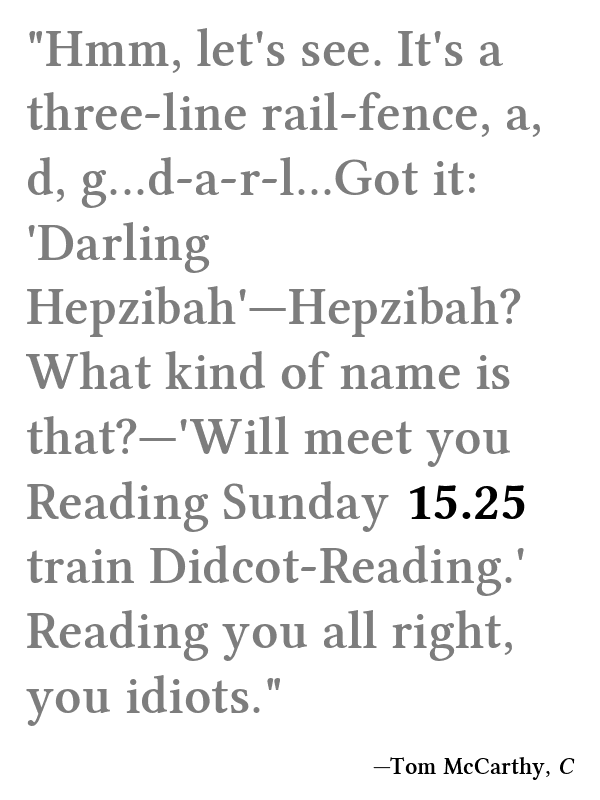 "Hmm, let's see. It's a
three-line rail-fence, a,
d, g...d-a-r-l...Got it:
'Darling
Hepzibah'—Hepzibah?
What kind of name is
that?—'Will meet you
Reading Sunday 15.25
train Didcot-Reading.'
Reading you all right,
you idiots."
—Tom McCarthy, C